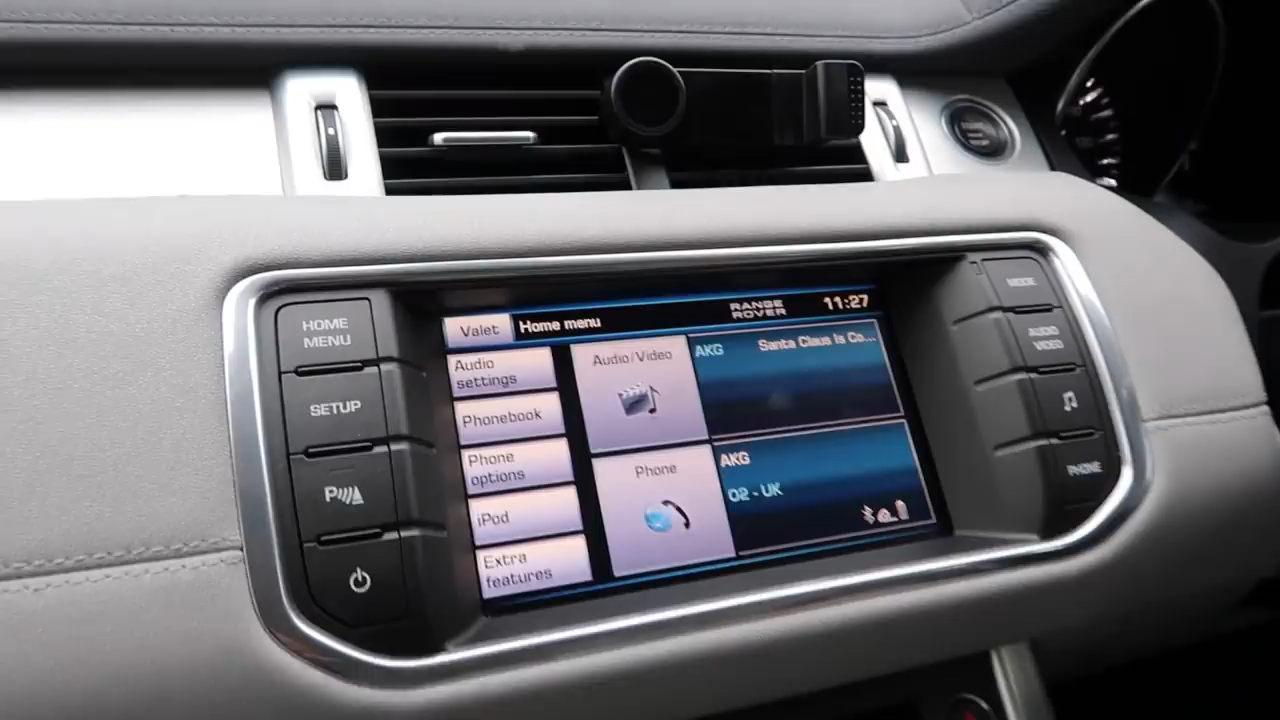 HOME
MENU
SETUP
P
Valet
Home menu
RANGE
ROVER
11:27
Audio
settings
Phonebook
Phone
options
iPod
Extra
features
Audio/Video
AKG
Santa Claus Is Co...
Phone
AKG
O2 - UK
MODE
AUDIO
VIDEO
PHONE